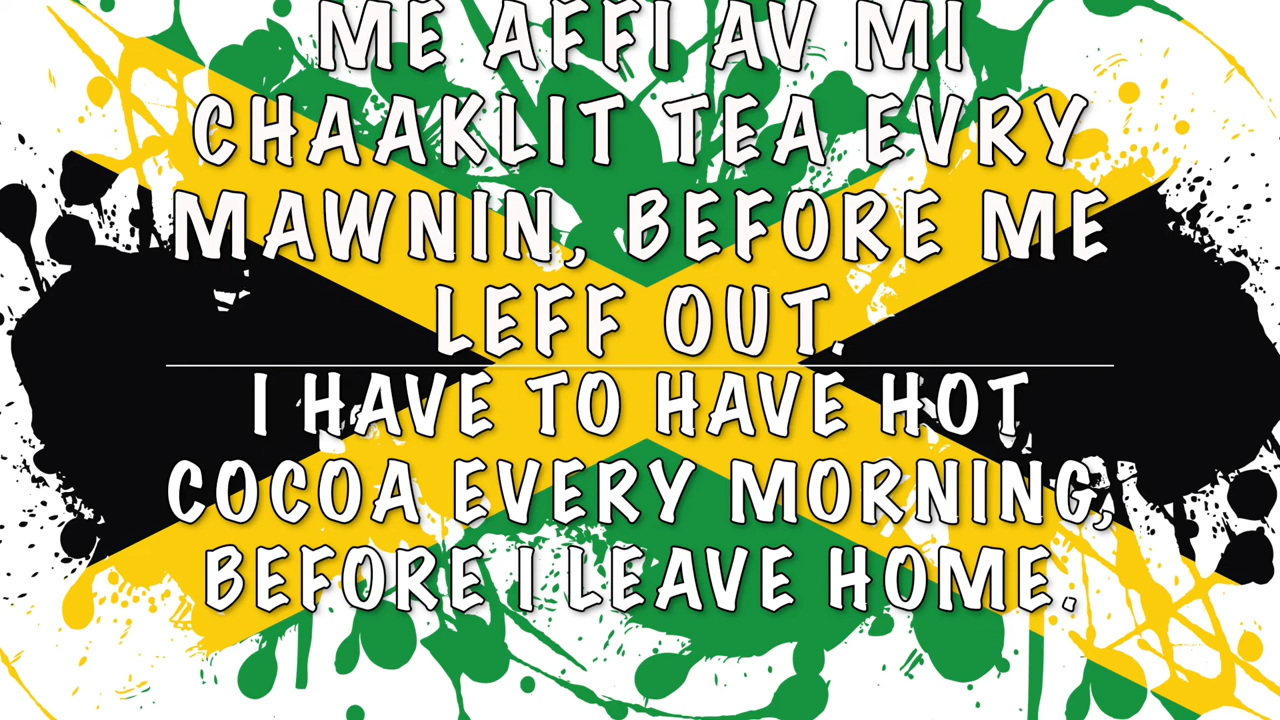 ME AFFI AV MI
CHAAKLIT TEA EVRY
MAWNIN, BEFORE ME
LEFF OUT.
I HAVE TO HAVE HOT
COCOA EVERY MORNING,
BEFORE I LEAVE HOME.